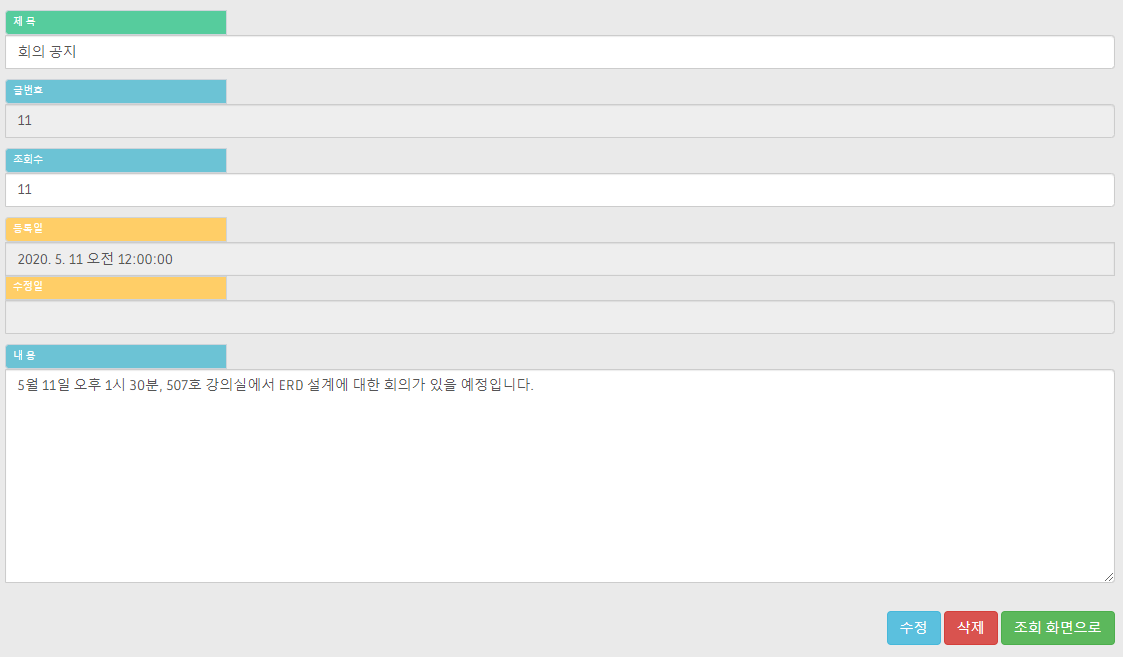 제 목
회의 공지
글번호
11
조회수
11
등록일
2020. 5. 11 오전 12:00:00
수정일
내 용
5월 11일 오후 1시 30분, 507호 강의실에서 ERD 설계에 대한 회의가 있을 예정입니다.
수정 삭제 조회 화면으로